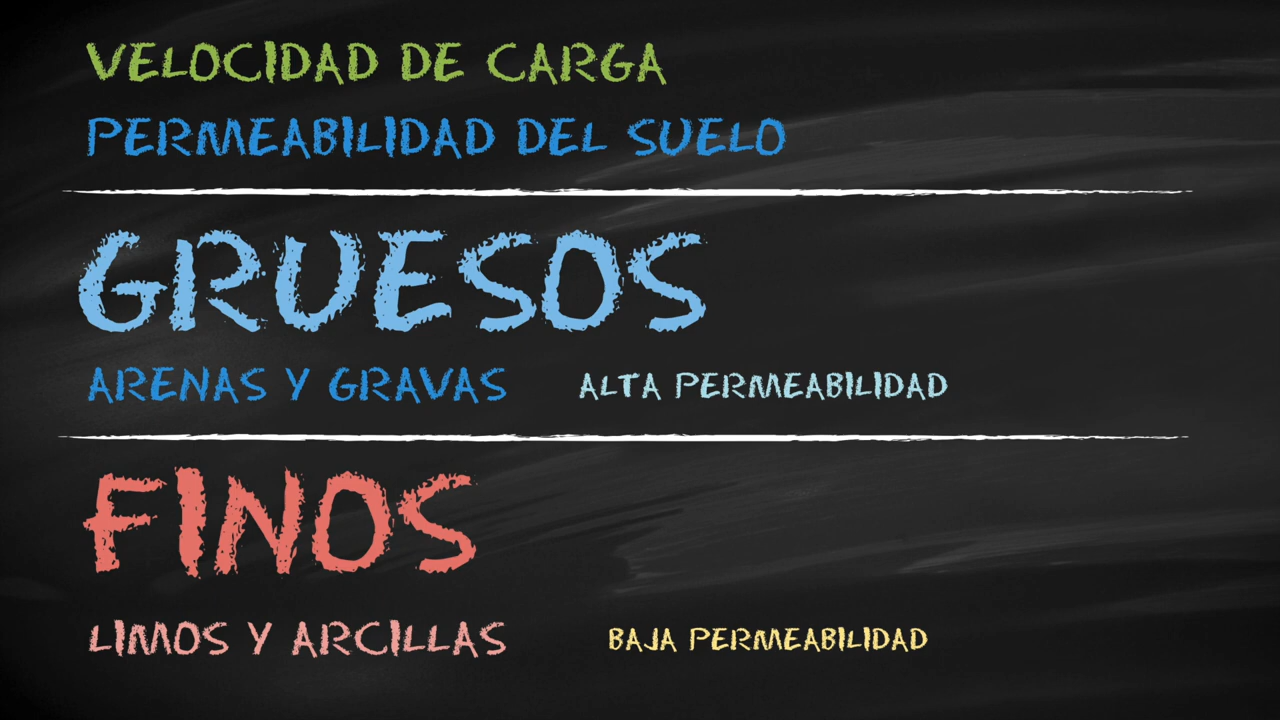 VELOCIDAD DE CARGA
PERMEABILIDAD DEL SUELO
GRUESOS
ARENAS Y GRAVAS ALTA PERMEABILIDAD
FINOS
LIMOS Y ARCILLAS BAJA PERMEABILIDAD